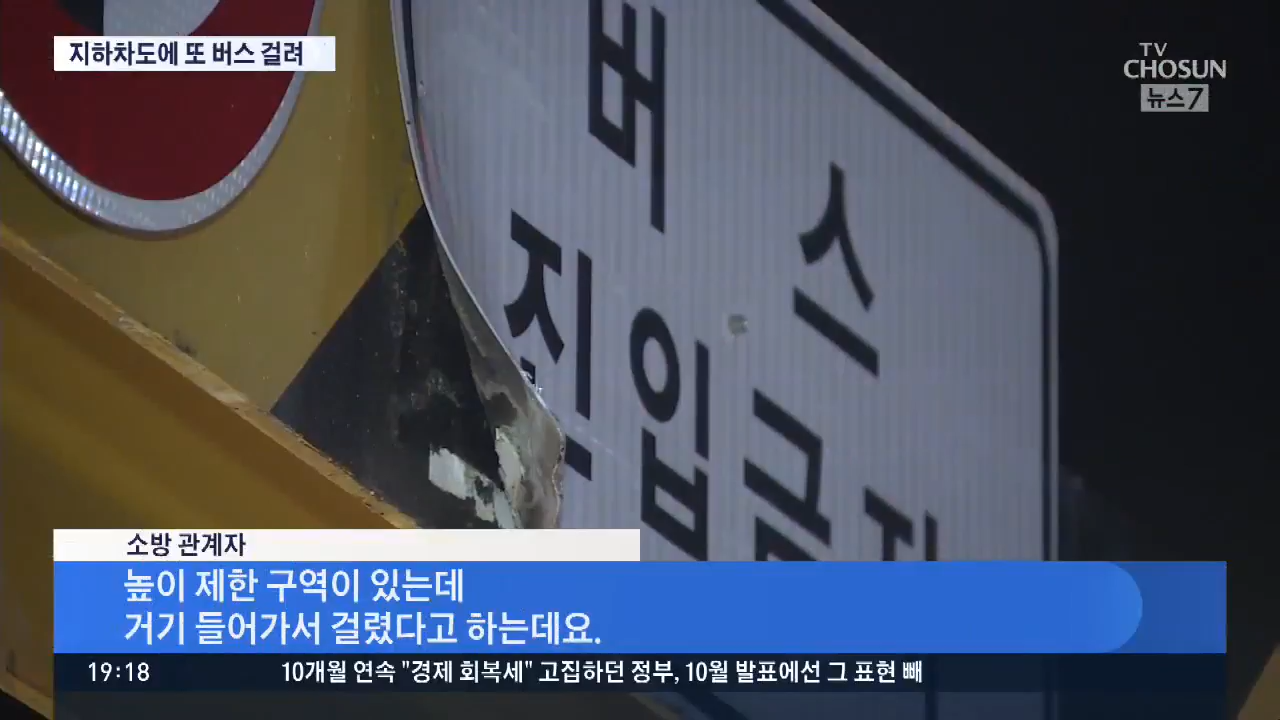 지하차도에 또 버스 걸려
TV
CHOSUN
뉴스7
버스
진입금지
소방 관계자
높이 제한 구역이 있는데
거기 들어가서 걸렸다고 하는데요.
19:18 10개월 연속 "경제 회복세" 고집하던 정부, 10월 발표에선 그 표현 빼